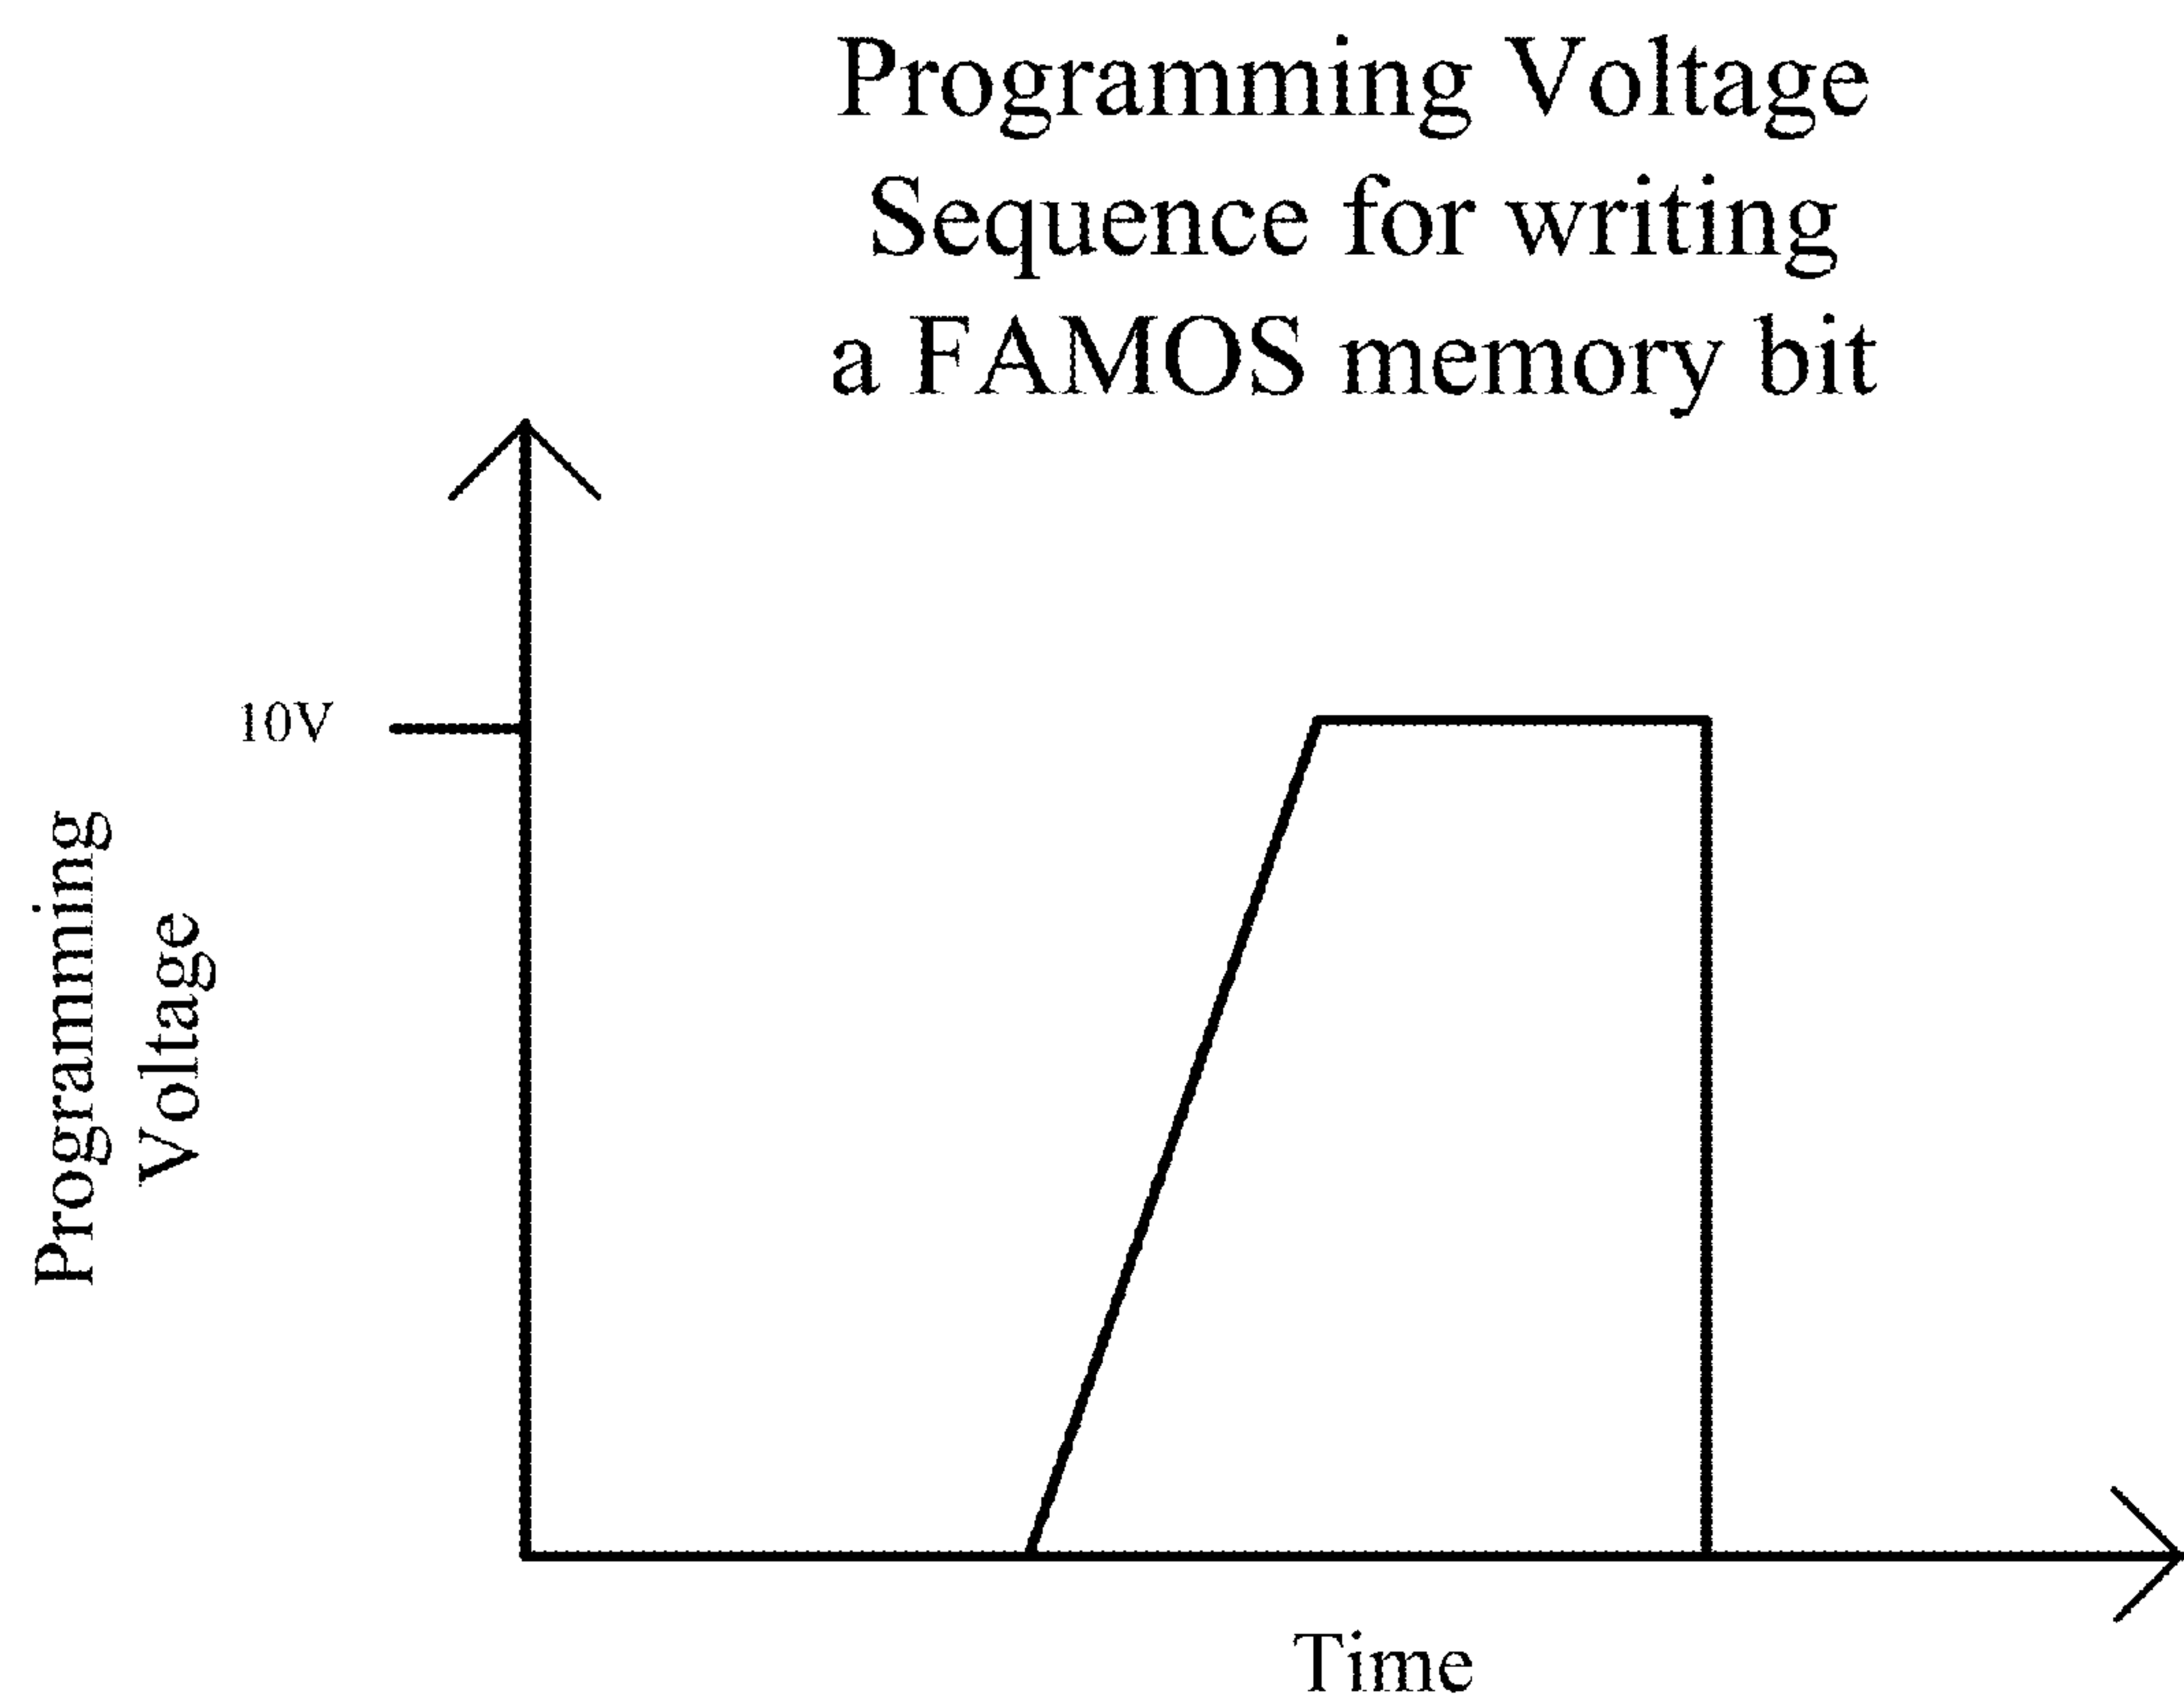 Programming Voltage
Sequence for writing
a FAMOS memory bit
10V
Programming
Voltage
Time